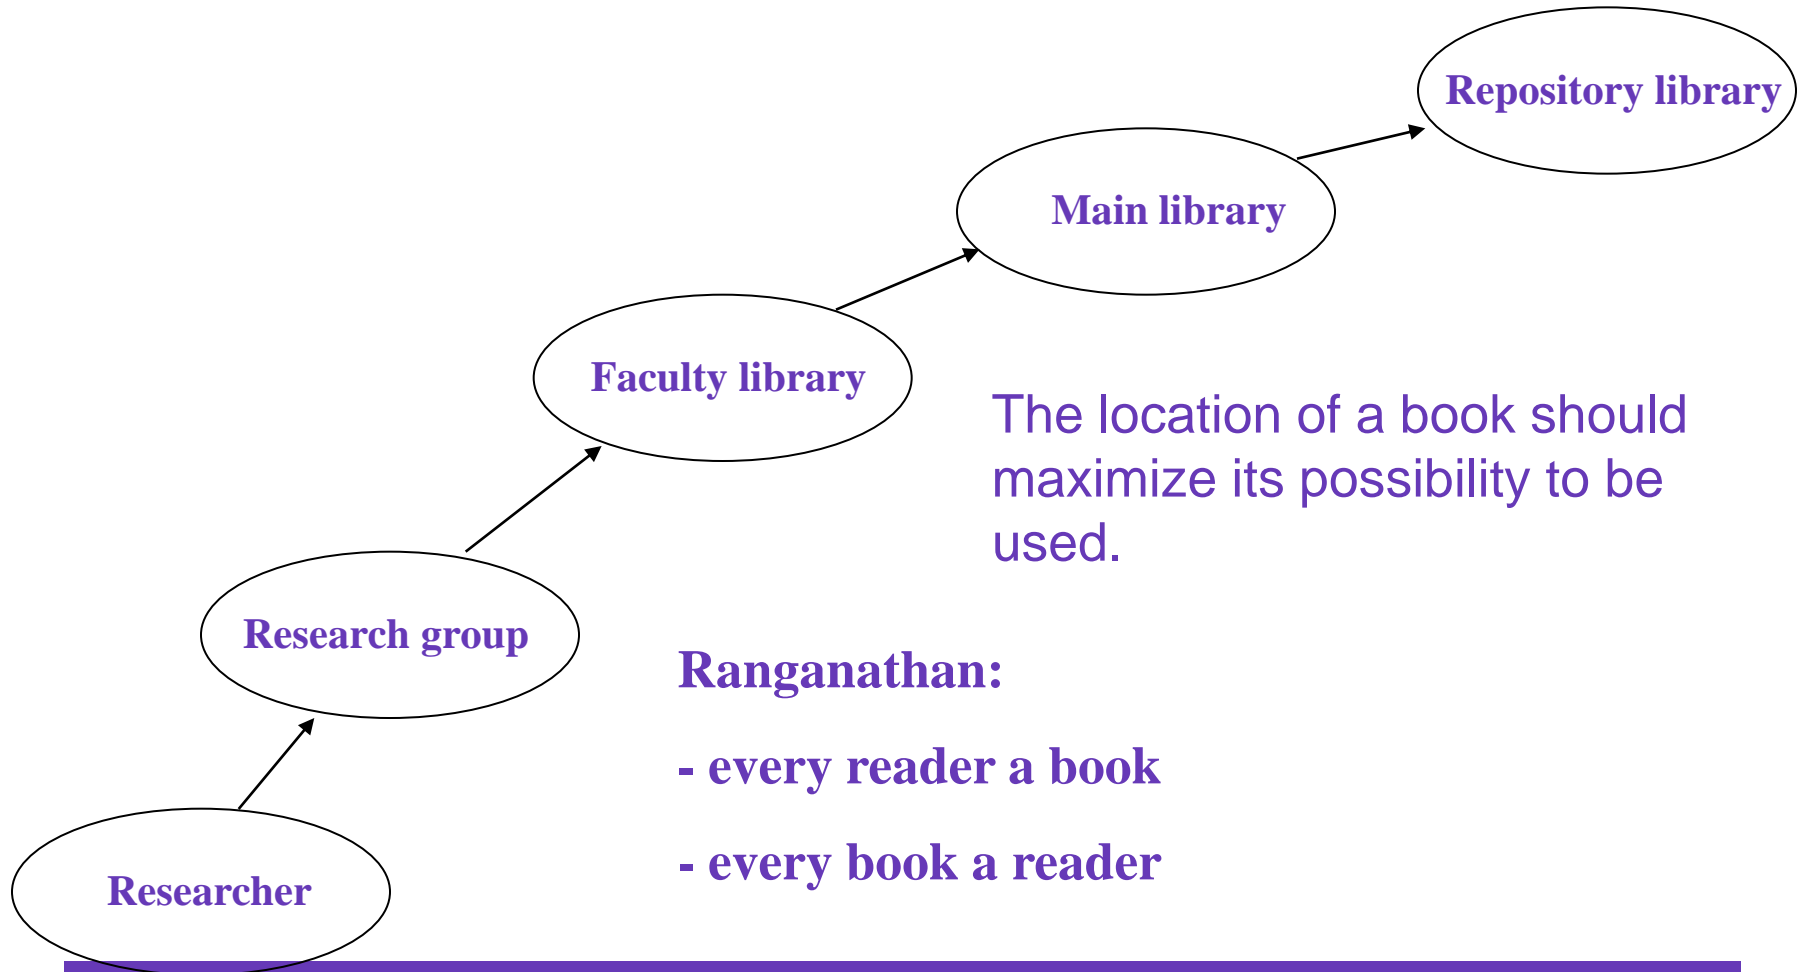 Repository library
Main library
Faculty library
The location of a book should
maximize its possibility to be
used.
Research group
Ranganathan:
- every reader a book
- every book a reader
Researcher